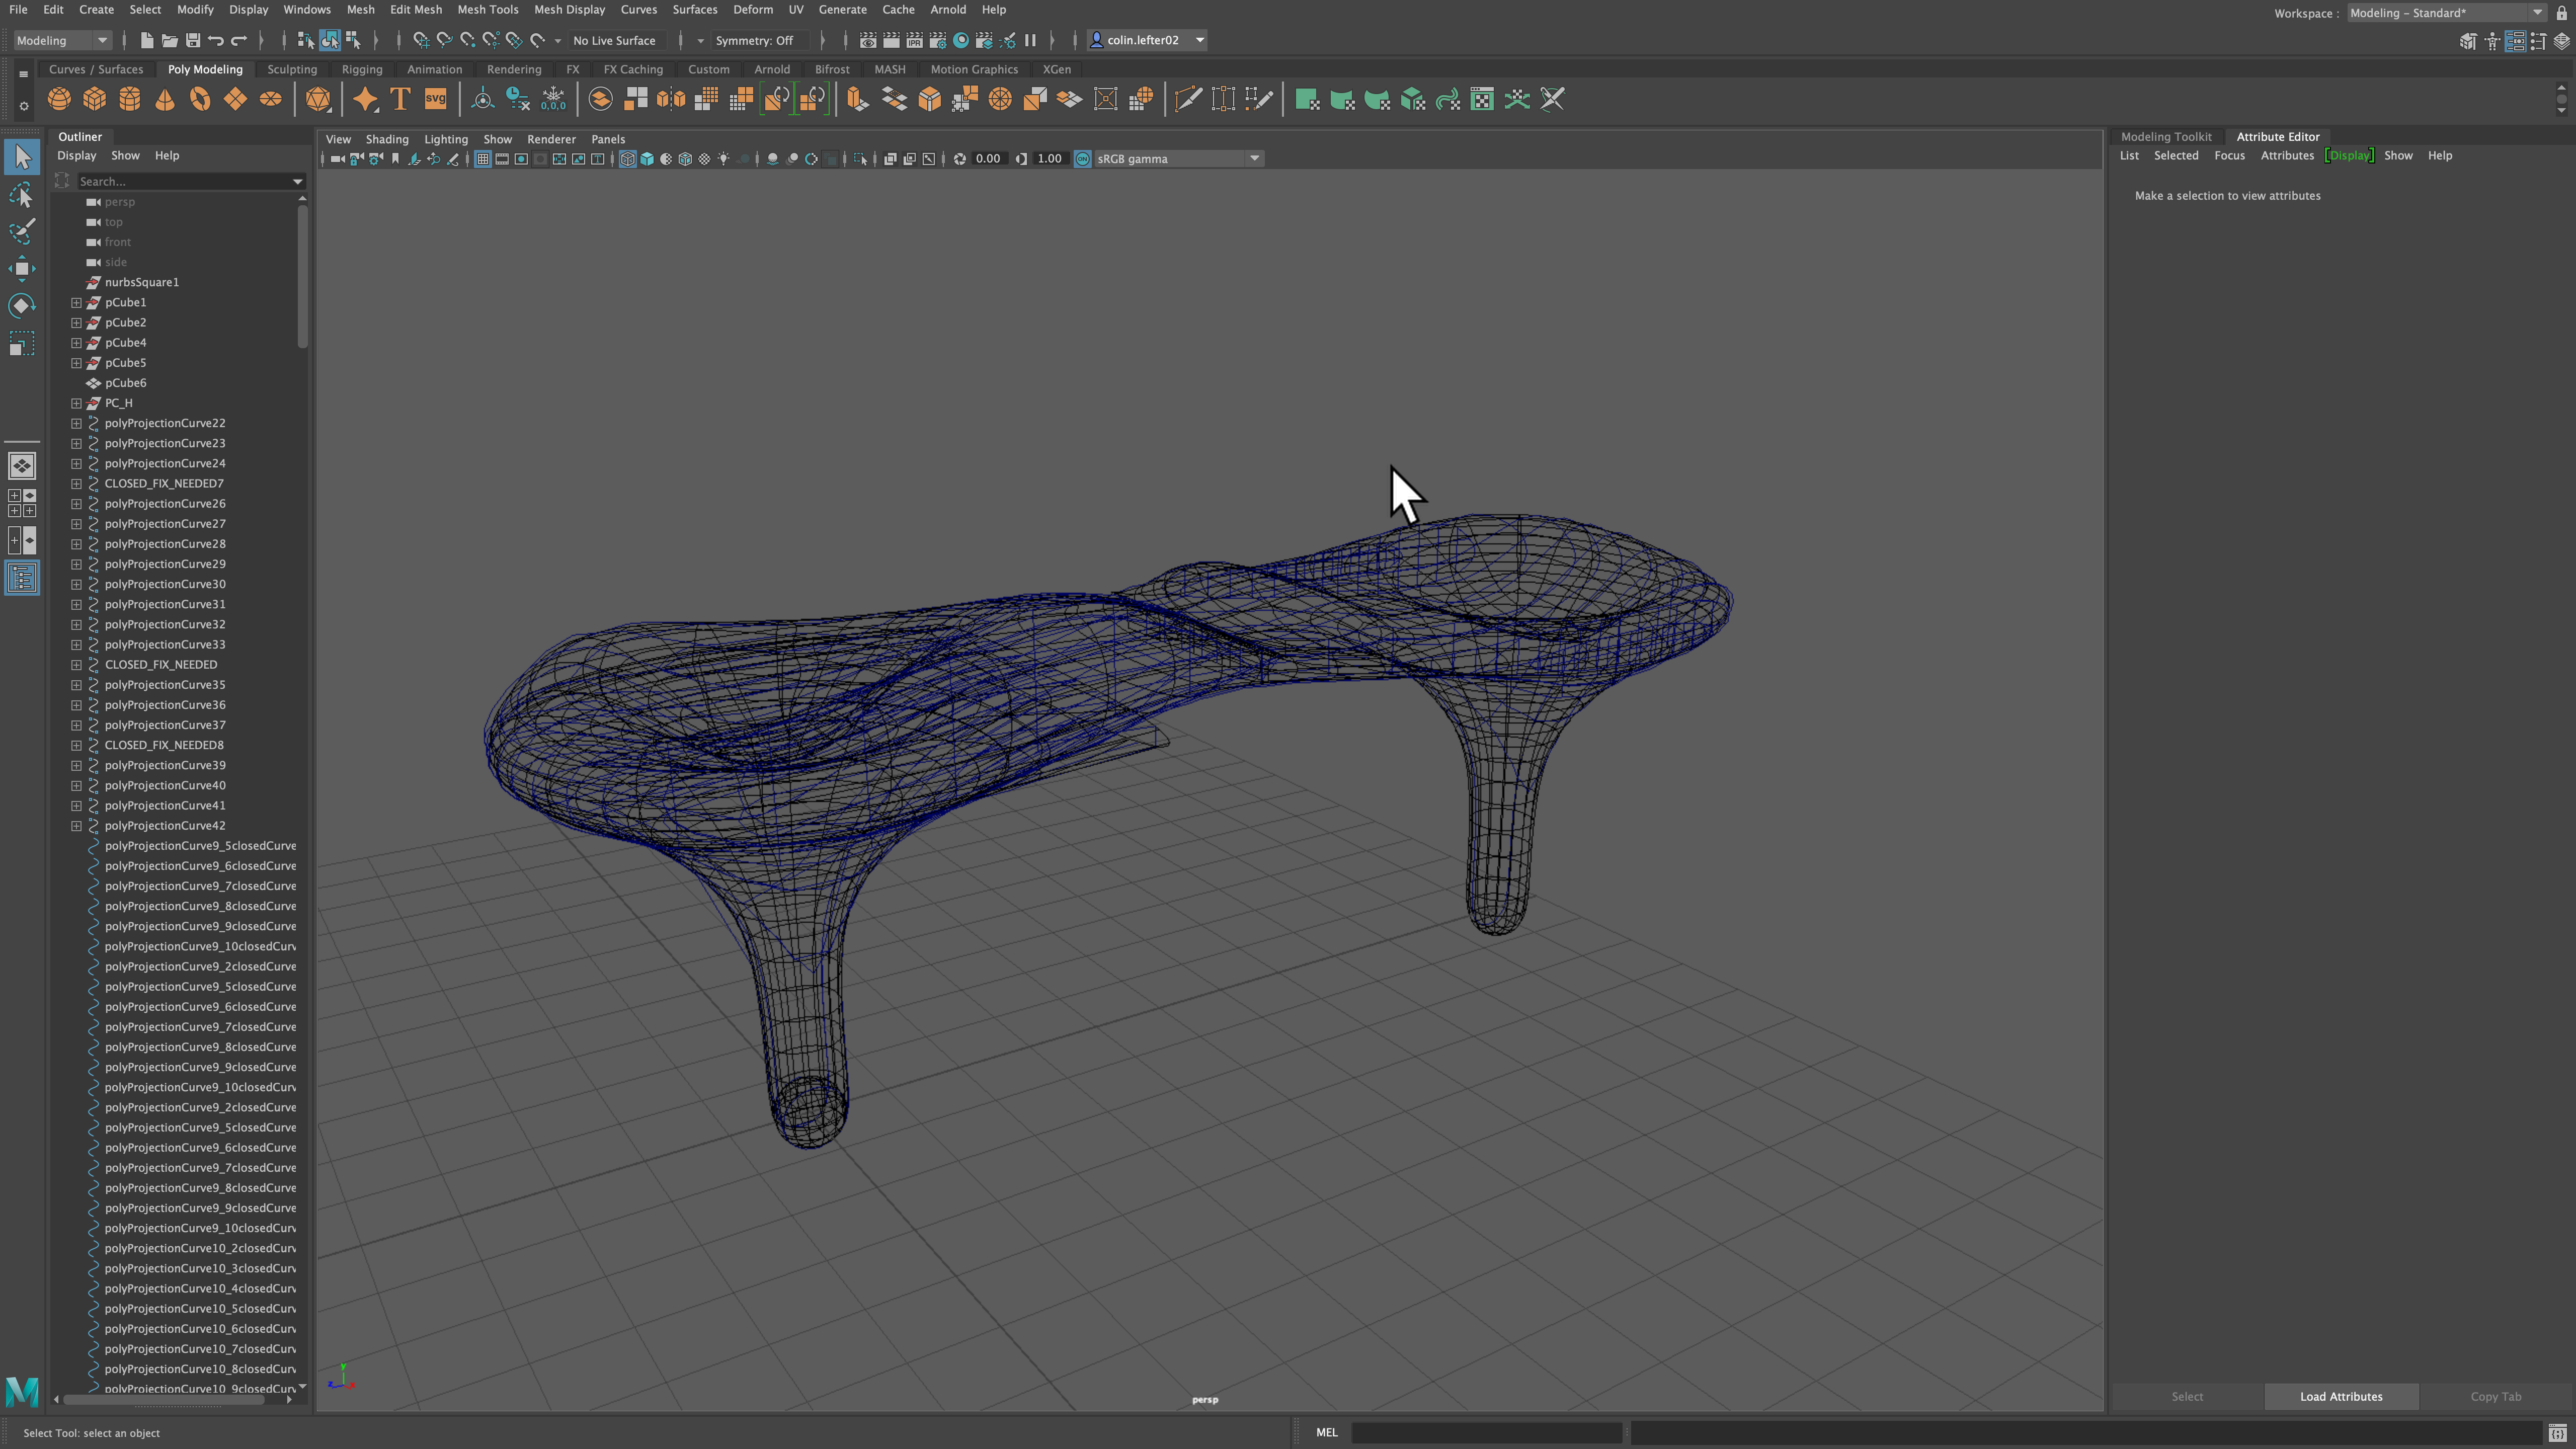 File Edit Create Select Modify Display Windows Mesh Edit Mesh Mesh Tools Mesh Display Curves Surfaces Deform UV Generate Cache Arnold Help
Workspace : Modeling - Standard*
Modeling
No Live Surface
Symmetry: Off
colin.lefter02
Curves / Surfaces Poly Modeling Sculpting Rigging Animation Rendering FX FX Caching Custom Arnold Bifrost MASH Motion Graphics XGen
T svg 0,0,0
Outliner
Display Show Help
Search...
persp
top
front
side
nurbsSquare1
pCube1
pCube2
pCube4
pCube5
pCube6
PC_H
polyProjectionCurve22
polyProjectionCurve23
polyProjectionCurve24
CLOSED_FIX_NEEDED7
polyProjectionCurve26
polyProjectionCurve27
polyProjectionCurve28
polyProjectionCurve29
polyProjectionCurve30
polyProjectionCurve31
polyProjectionCurve32
polyProjectionCurve33
CLOSED_FIX_NEEDED
polyProjectionCurve35
polyProjectionCurve36
polyProjectionCurve37
CLOSED_FIX_NEEDED8
polyProjectionCurve39
polyProjectionCurve40
polyProjectionCurve41
polyProjectionCurve42
polyProjectionCurve9_5closedCurve
polyProjectionCurve9_6closedCurve
polyProjectionCurve9_7closedCurve
polyProjectionCurve9_8closedCurve
polyProjectionCurve9_9closedCurve
polyProjectionCurve9_10closedCurv
polyProjectionCurve9_2closedCurve
polyProjectionCurve9_5closedCurve
polyProjectionCurve9_6closedCurve
polyProjectionCurve9_7closedCurve
polyProjectionCurve9_8closedCurve
polyProjectionCurve9_9closedCurve
polyProjectionCurve9_10closedCurv
polyProjectionCurve9_2closedCurve
polyProjectionCurve9_5closedCurve
polyProjectionCurve9_6closedCurve
polyProjectionCurve9_7closedCurve
polyProjectionCurve9_8closedCurve
polyProjectionCurve9_9closedCurve
polyProjectionCurve9_10closedCurv
polyProjectionCurve10_2closedCurv
polyProjectionCurve10_3closedCurv
polyProjectionCurve10_4closedCurv
polyProjectionCurve10_5closedCurv
polyProjectionCurve10_6closedCurv
polyProjectionCurve10_7closedCurv
polyProjectionCurve10_8closedCurv
polyProjectionCurve10_9closedCurv
View Shading Lighting Show Renderer Panels
0.00 1.00 ON sRGB gamma
persp
y
z x
Modeling Toolkit Attribute Editor
List Selected Focus Attributes [Display] Show Help
Make a selection to view attributes
Select Load Attributes Copy Tab
M
Select Tool: select an object
MEL